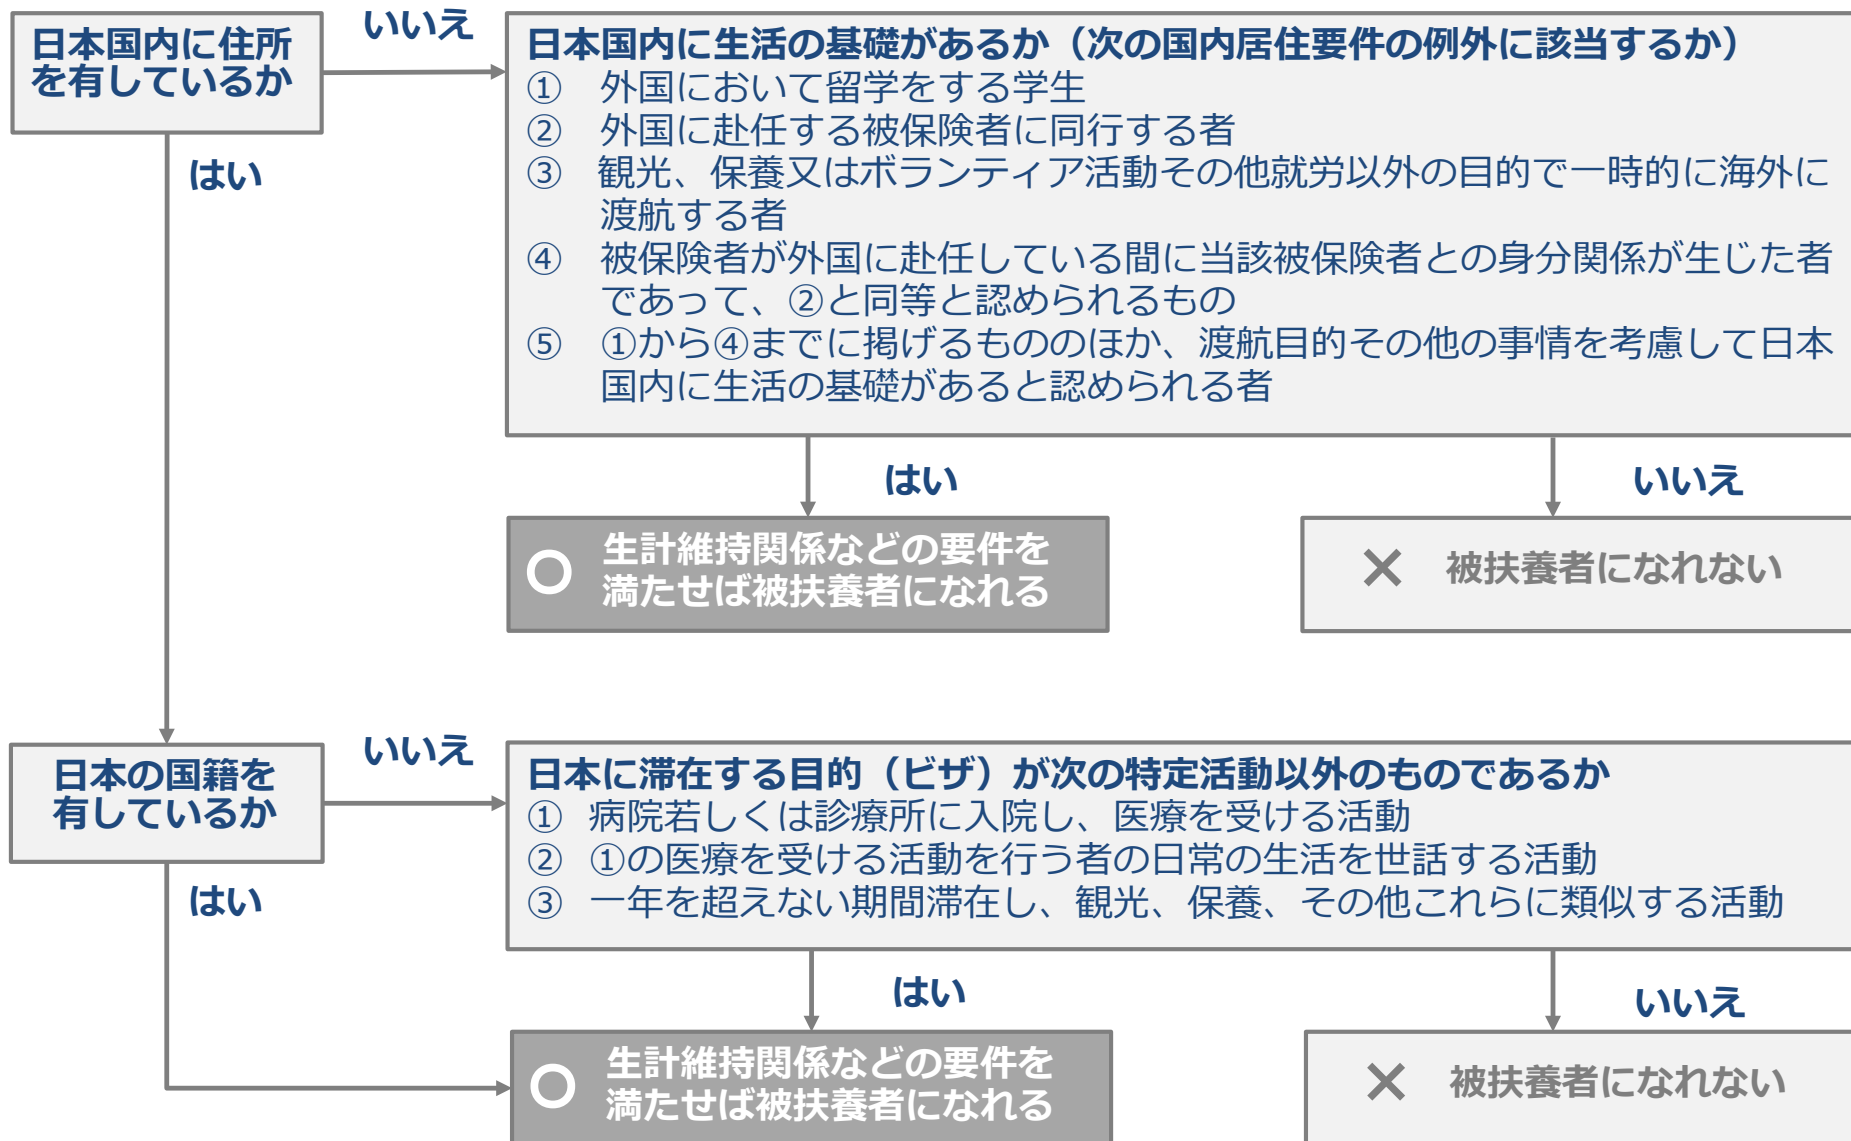 日本国内に住所
を有しているか
いいえ
日本国内に生活の基礎があるか（次の国内居住要件の例外に該当するか）
① 外国において留学をする学生
② 外国に赴任する被保険者に同行する者
③ 観光、保養又はボランティア活動その他就労以外の目的で一時的に海外に
渡航する者
④ 被保険者が外国に赴任している間に当該被保険者との身分関係が生じた者
であって、②と同等と認められるもの
⑤ ①から④までに掲げるもののほか、渡航目的その他の事情を考慮して日本
国内に生活の基礎があると認められる者
はい
はい
いいえ
○ 生計維持関係などの要件を
満たせば被扶養者になれる
× 被扶養者になれない
日本の国籍を
有しているか
いいえ
日本に滞在する目的（ビザ）が次の特定活動以外のものであるか
① 病院若しくは診療所に入院し、医療を受ける活動
② ①の医療を受ける活動を行う者の日常の生活を世話する活動
③ 一年を超えない期間滞在し、観光、保養、その他これらに類似する活動
はい
はい
いいえ
○ 生計維持関係などの要件を
満たせば被扶養者になれる
× 被扶養者になれない